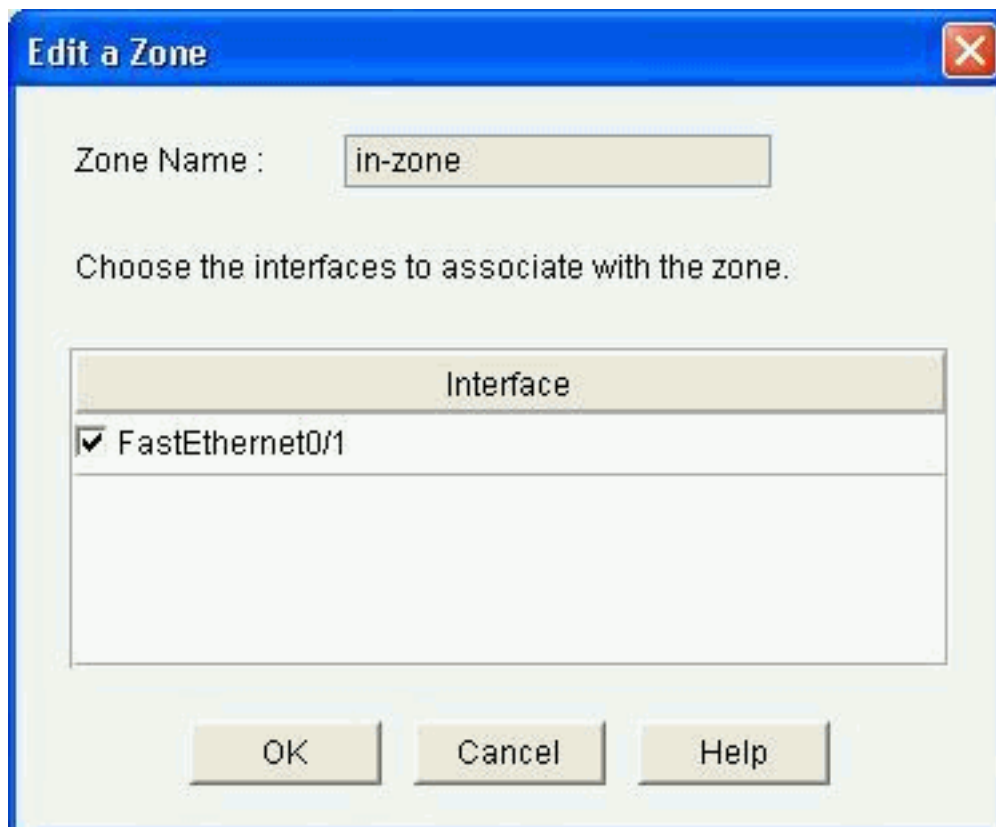 Edit a Zone
Zone Name : in-zone
Choose the interfaces to associate with the zone.
Interface
FastEthernet0/1
OK Cancel Help